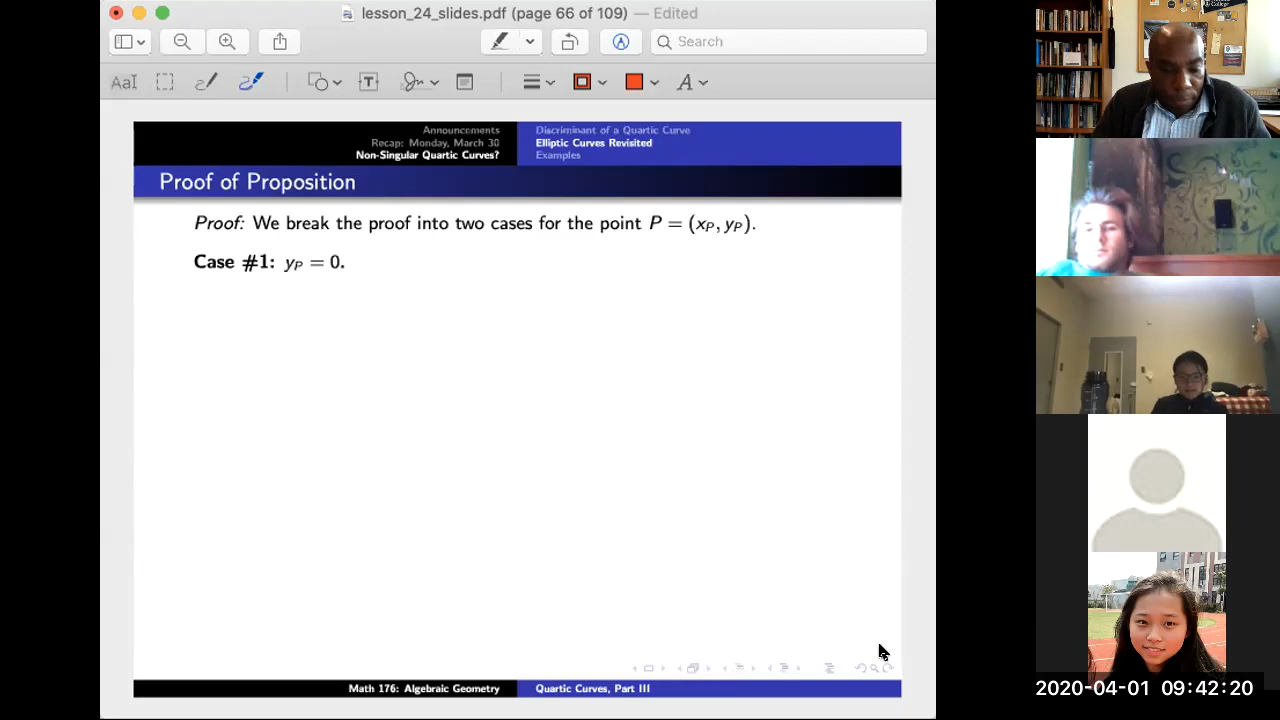 lesson_24_slides.pdf (page 66 of 109) — Edited
Search
AaI
T
A
Announcements
Recap: Monday, March 30
Non-Singular Quartic Curves?
Discriminant of a Quartic Curve
Elliptic Curves Revisited
Examples
Proof of Proposition
Proof: We break the proof into two cases for the point P = (x_P, y_P).
Case #1: y_P = 0.
Math 176: Algebraic Geometry
Quartic Curves, Part III
2020-04-01 09:42:20